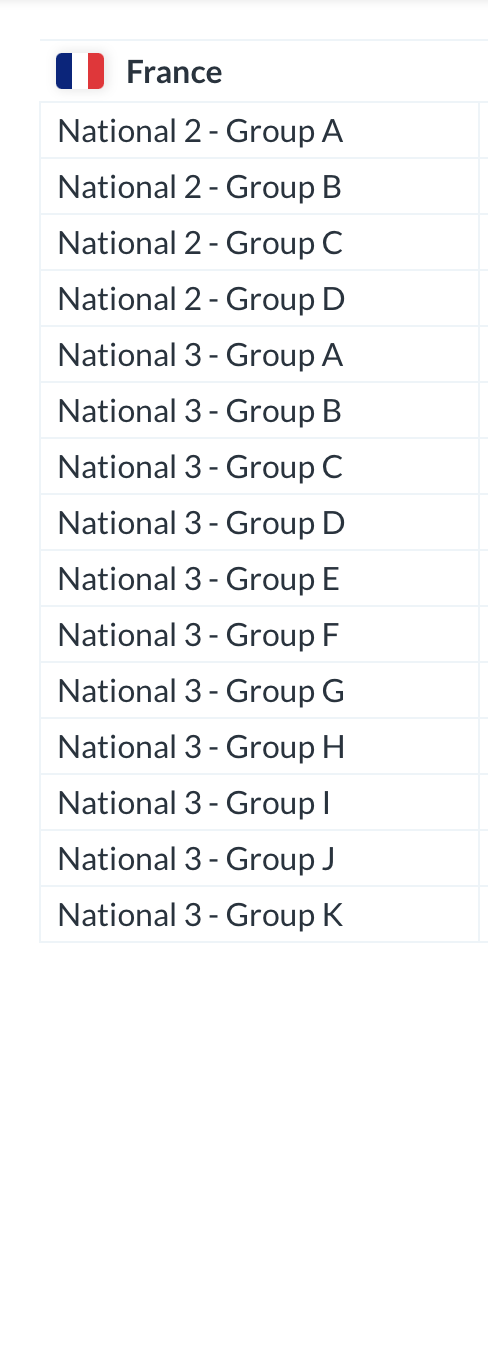 France
National 2 - Group A
National 2 - Group B
National 2 - Group C
National 2 - Group D
National 3 - Group A
National 3 - Group B
National 3 - Group C
National 3 - Group D
National 3 - Group E
National 3 - Group F
National 3 - Group G
National 3 - Group H
National 3 - Group I
National 3 - Group J
National 3 - Group K